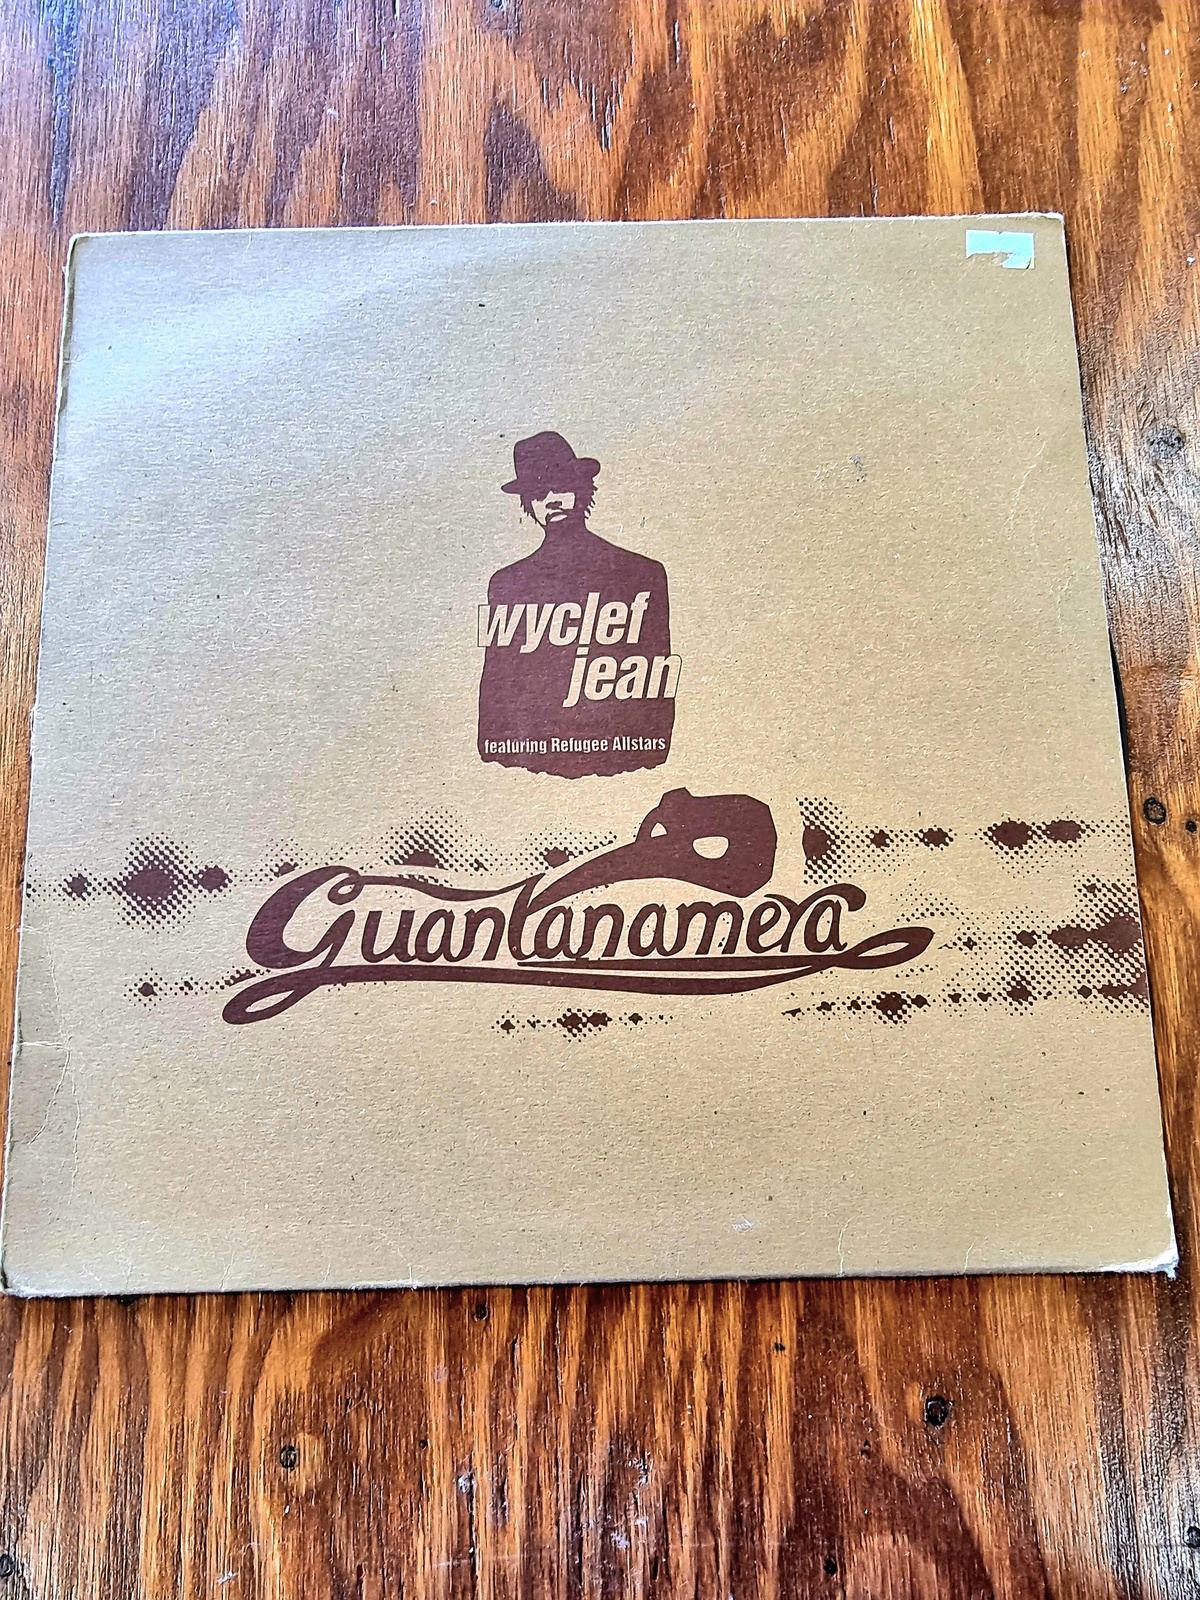 wyclef
jean
featuring Refugee Allstars
Guantanamera